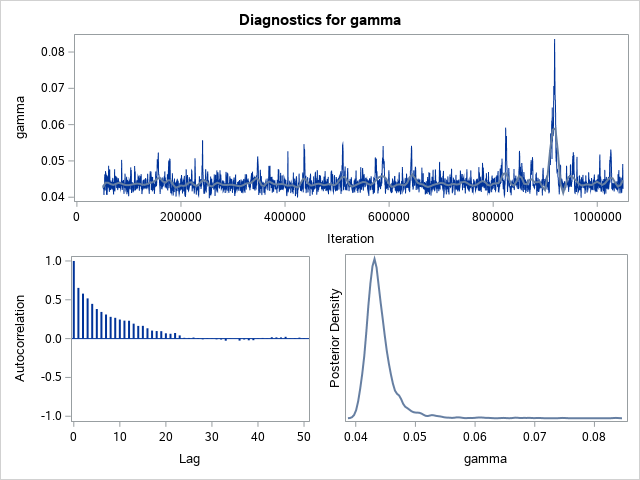 Diagnostics for gamma
0.08
0.07
0.06
0.05
0.04
gamma
0 200000 400000 600000 800000 1000000
Iteration
1.0
0.5
0.0
-0.5
-1.0
Autocorrelation
0 10 20 30 40 50
Lag
Posterior Density
0.04 0.05 0.06 0.07 0.08
gamma